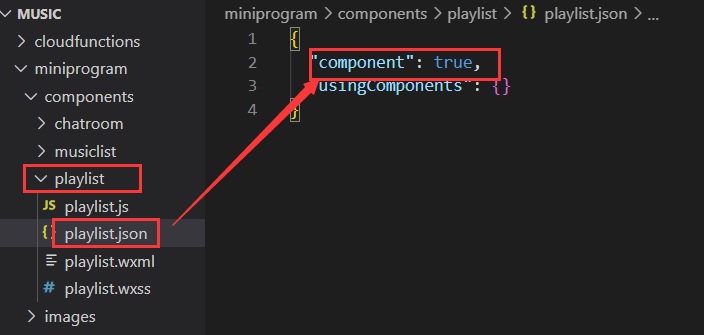 MUSIC
cloudfunctions
miniprogram
components
chatroom
musiclist
playlist
JS playlist.js
{} playlist.json
playlist.wxml
# playlist.wxss
images
miniprogram > components > playlist > {} playlist.json > ...
1 {
2 "component": true,
3 "usingComponents": {}
4 }